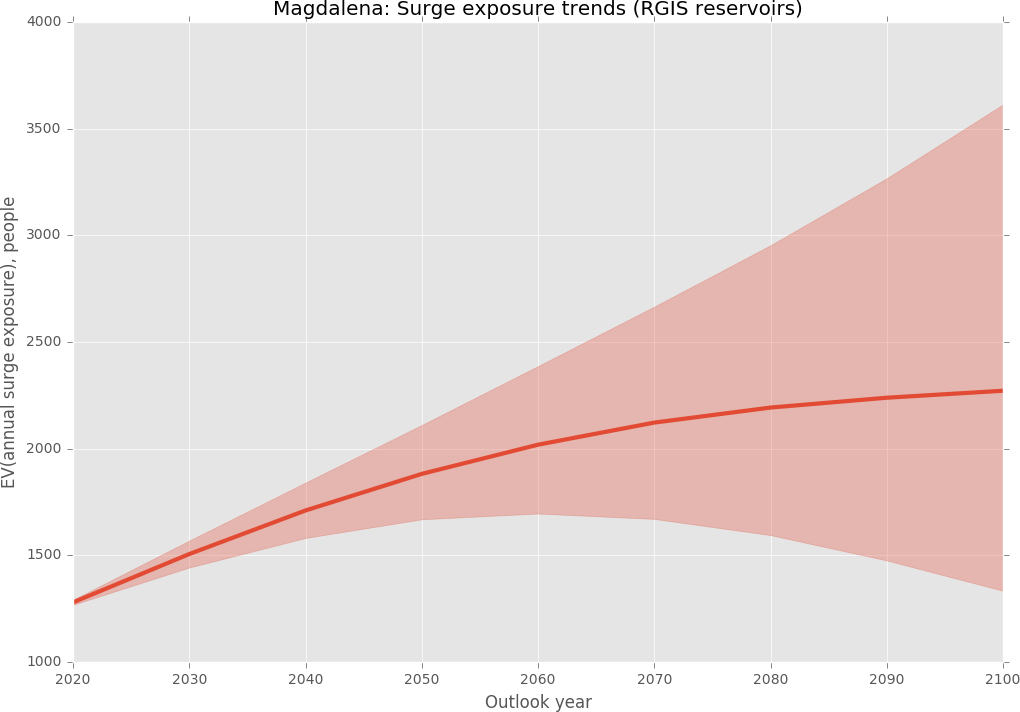 Magdalena: Surge exposure trends (RGIS reservoirs)
EV(annual surge exposure), people
4000
3500
3000
2500
2000
1500
1000
2020 2030 2040 2050 2060 2070 2080 2090 2100
Outlook year